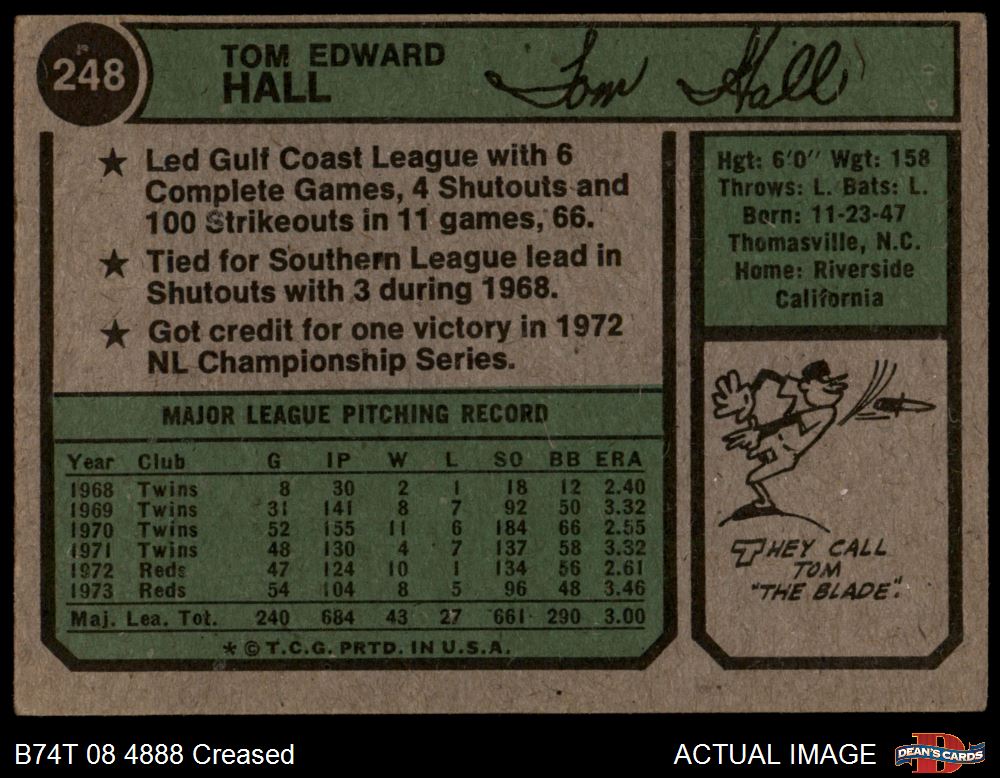 248
TOM EDWARD
HALL
Tom Hall
★ Led Gulf Coast League with 6
Complete Games, 4 Shutouts and
100 Strikeouts in 11 games, 66.
★ Tied for Southern League lead in
Shutouts with 3 during 1968.
★ Got credit for one victory in 1972
NL Championship Series.
Hgt: 6'0" Wgt: 158
Throws: L. Bats: L.
Born: 11-23-47
Thomasville, N.C.
Home: Riverside
California
MAJOR LEAGUE PITCHING RECORD
Year Club G IP W L SO BB ERA
1968 Twins 8 30 2 1 18 12 2.40
1969 Twins 31 141 8 7 92 50 3.32
1970 Twins 52 155 11 6 184 66 2.55
1971 Twins 48 130 4 7 137 58 3.32
1972 Reds 47 124 10 1 134 56 2.61
1973 Reds 54 104 8 5 96 48 3.46
Maj. Lea. Tot. 240 684 43 27 661 290 3.00
* © T.C.G. PRTD. IN U.S.A.
THEY CALL
TOM
"THE BLADE".
B74T 08 4888 Creased
ACTUAL IMAGE
DEAN'S CARDS